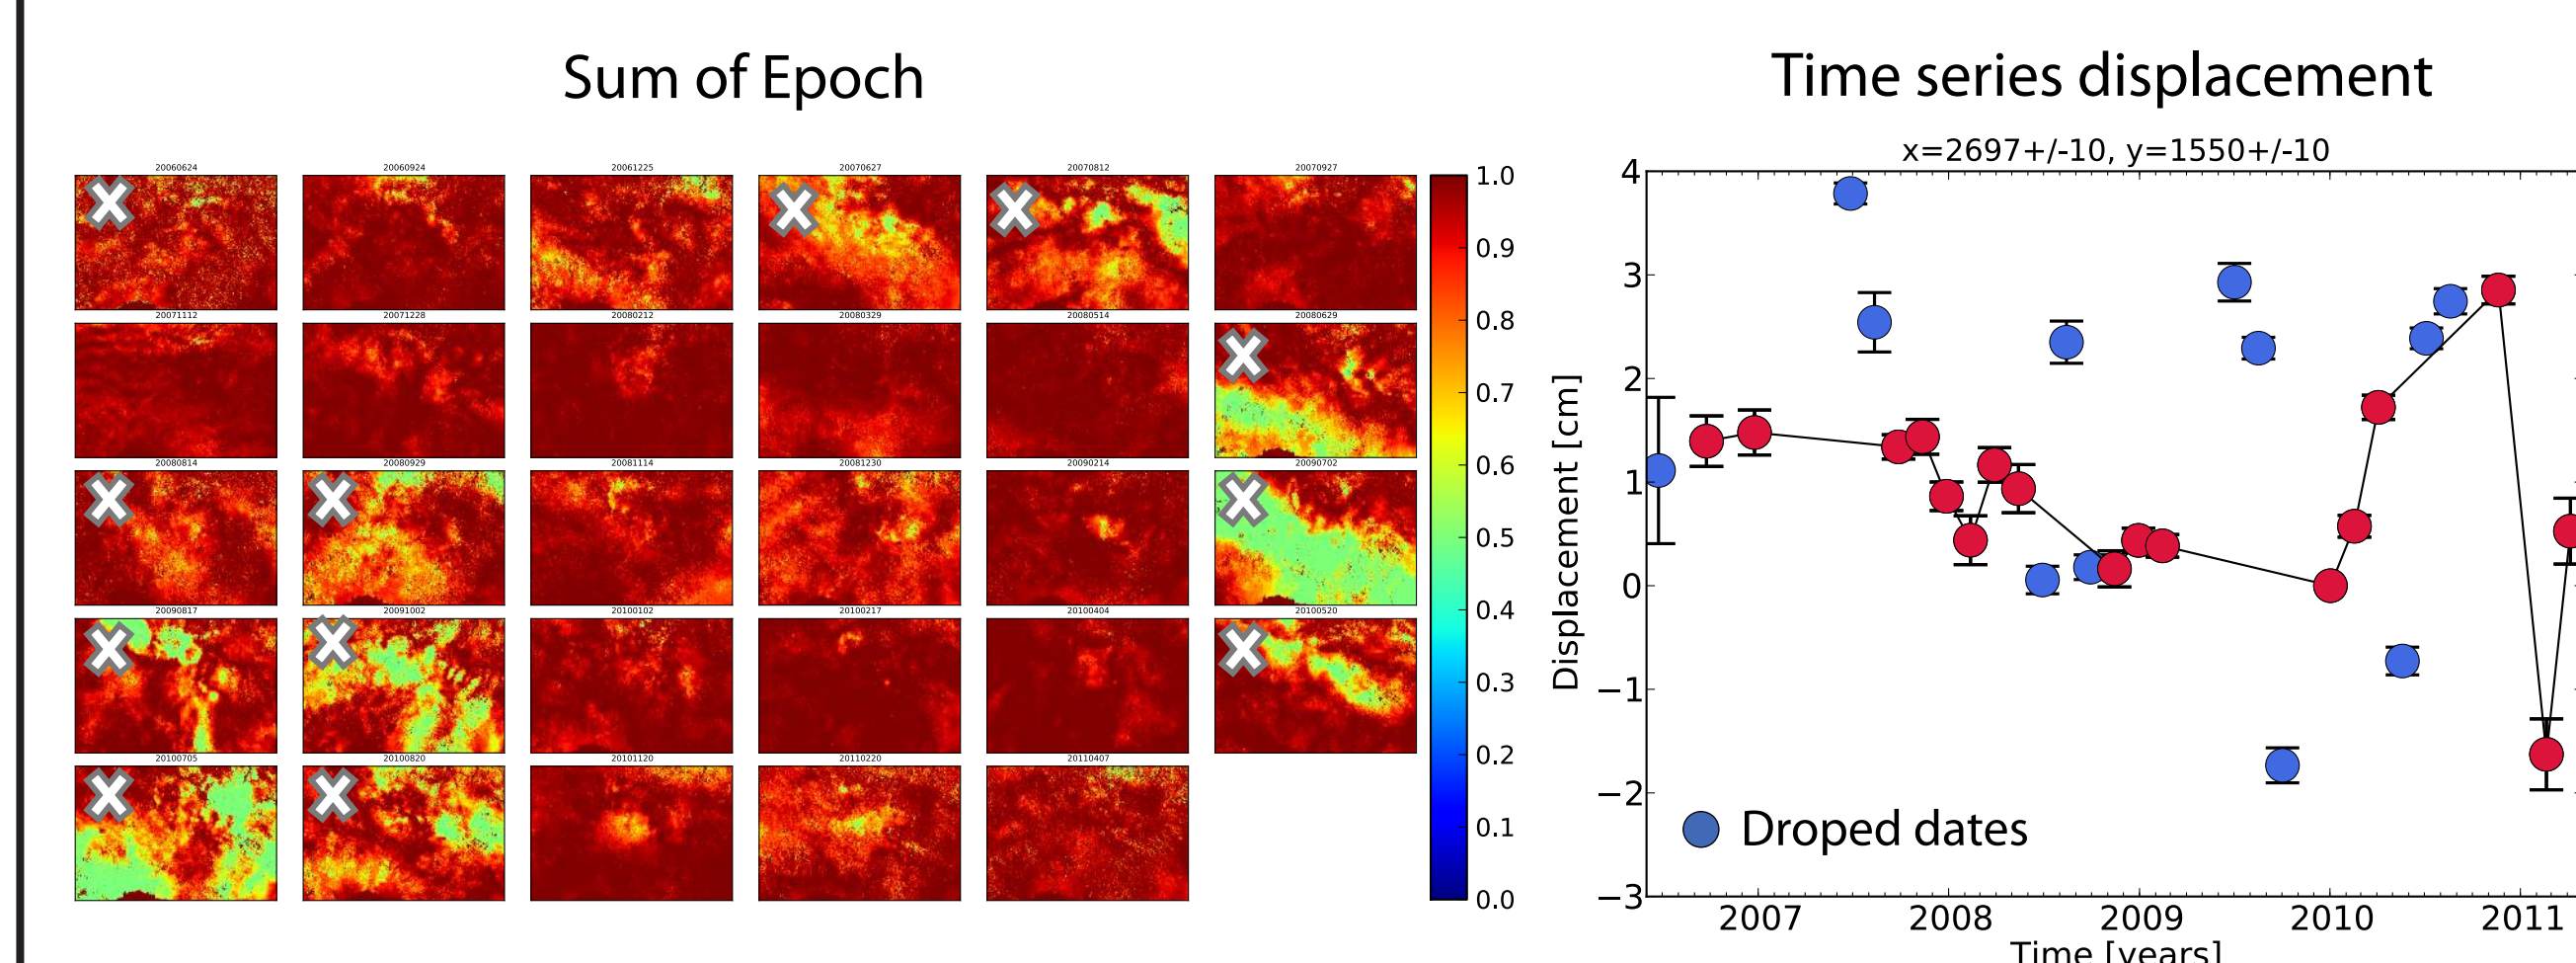 Sum of Epoch
20060624 20060924 20061225 20070627 20070812 20070927
20071112 20071228 20080212 20080329 20080514 20080629
20080814 20080929 20081114 20081230 20090214 20090702
20090817 20091002 20100102 20100217 20100404 20100520
20100705 20100820 20101120 20110220 20110407
1.0
0.9
0.8
0.7
0.6
0.5
0.4
0.3
0.2
0.1
0.0
Time series displacement
x=2697+/-10, y=1550+/-10
4
3
2
1
0
−1
−2
−3
Displacement [cm]
Droped dates
2007 2008 2009 2010 2011
Time [years]